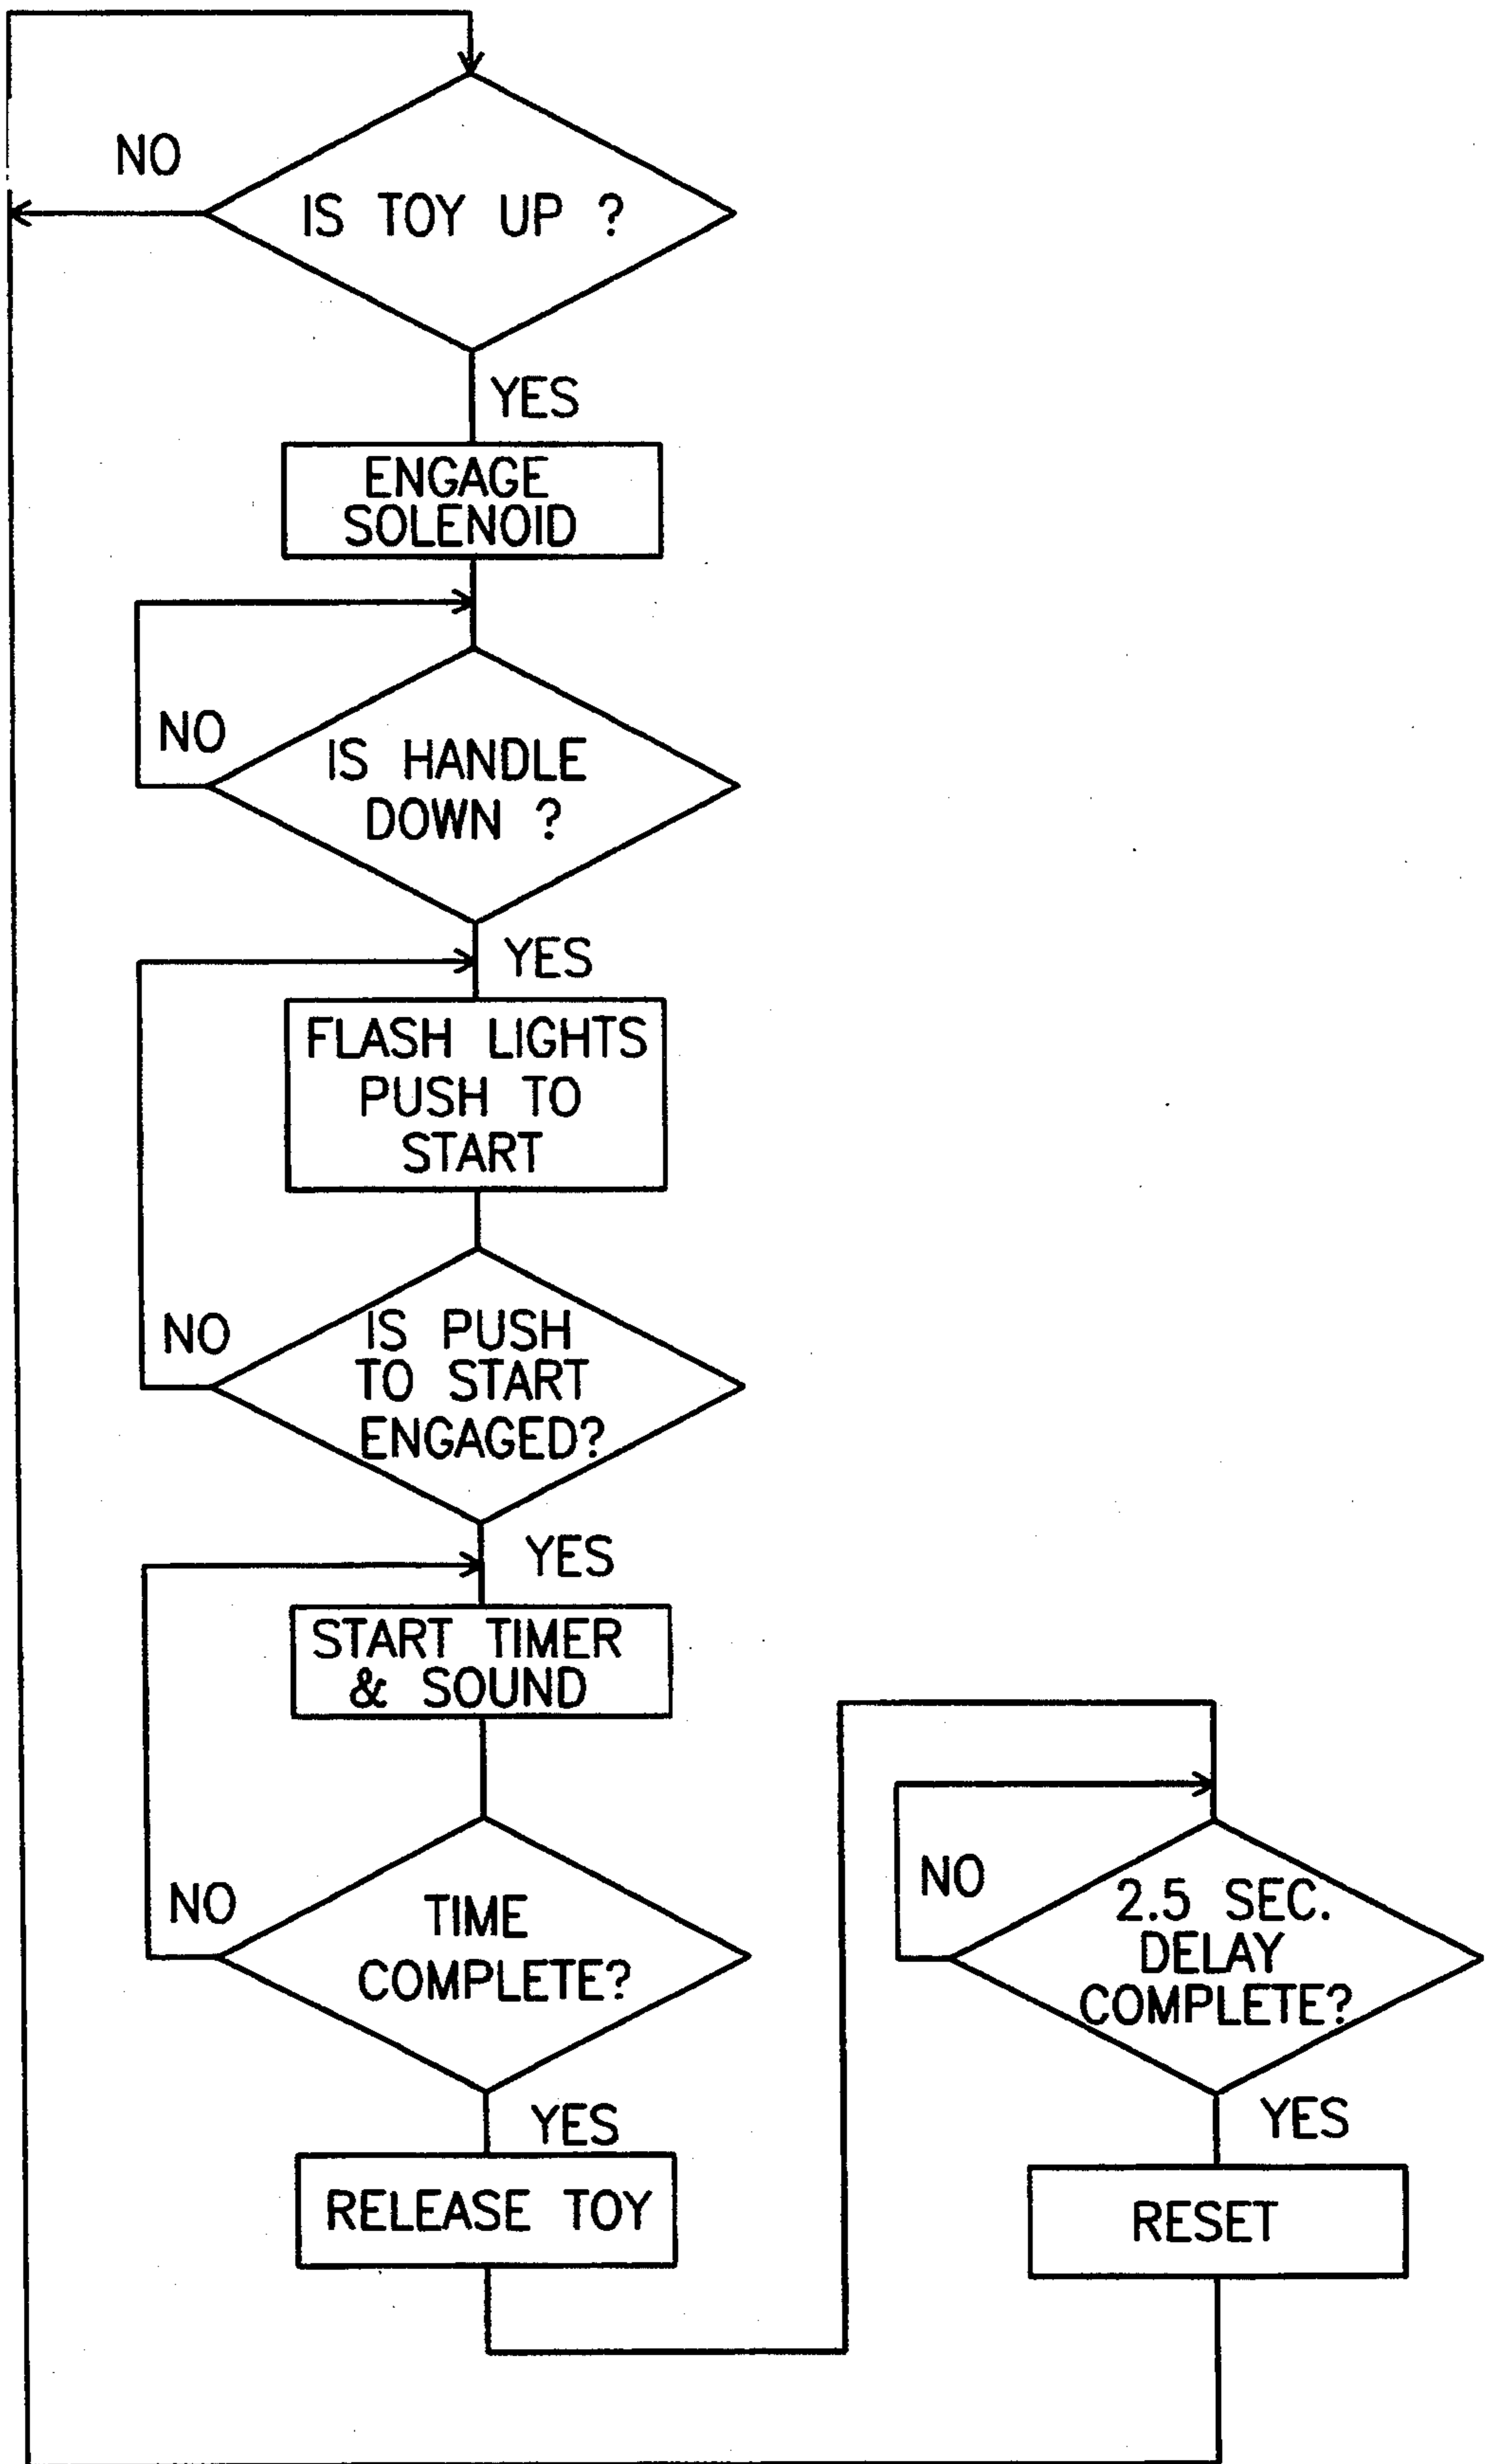 NO
IS TOY UP ?
YES
ENGAGE
SOLENOID
NO
IS HANDLE
DOWN ?
YES
FLASH LIGHTS
PUSH TO
START
NO
IS PUSH
TO START
ENGAGED?
YES
START TIMER
& SOUND
NO
TIME
COMPLETE?
YES
RELEASE TOY
NO
2.5 SEC.
DELAY
COMPLETE?
YES
RESET